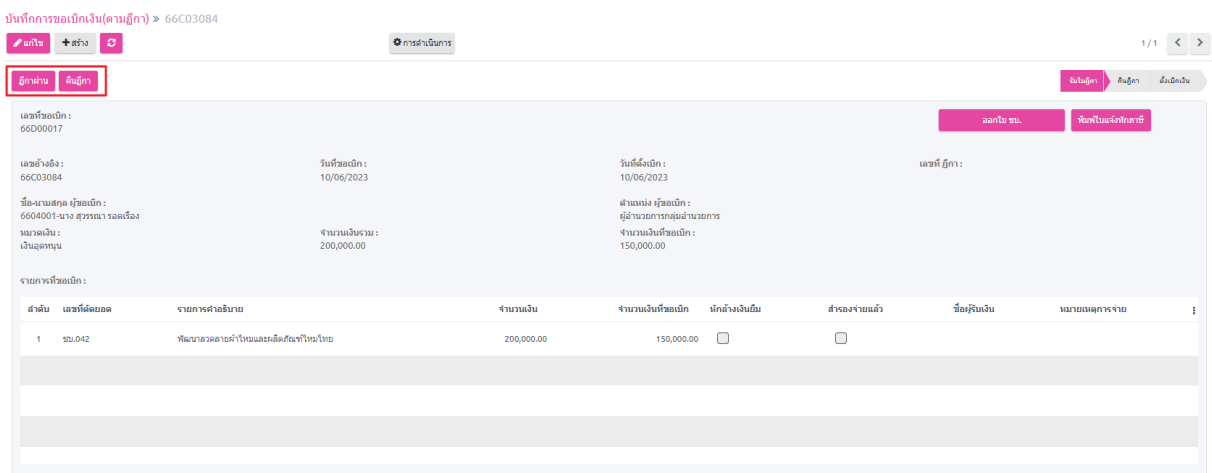 บันทึกการขอเบิกเงิน(ตามฎีกา) » 66C03084
แก้ไข +สร้าง การดำเนินการ 1 / 1
ฎีกาผ่าน คืนฎีกา รับใบฎีกา คืนฎีกา ตั้งเบิกเงิน
เลขที่ขอเบิก : ออกใบ ขบ. พิมพ์ใบแจ้งหักภาษี
66D00017
เลขอ้างอิง : วันที่ขอเบิก : วันที่ตั้งเบิก : เลขที่ ฎีกา :
66C03084 10/06/2023 10/06/2023
ชื่อ-นามสกุล ผู้ขอเบิก : ตำแหน่ง ผู้ขอเบิก :
6604001-นาง สุวรรณา รอดเรือง ผู้อำนวยการกลุ่มอำนวยการ
หมวดเงิน : จำนวนเงินรวม : จำนวนเงินที่ขอเบิก :
เงินอุดหนุน 200,000.00 150,000.00
รายการที่ขอเบิก :
ลำดับ เลขที่ตัดยอด รายการคำอธิบาย จำนวนเงิน จำนวนเงินที่ขอเบิก หักล้างเงินยืม สำรองจ่ายแล้ว ชื่อผู้รับเงิน หมายเหตุการจ่าย
1 ขบ.042 พัฒนาลวดลายผ้าไหมและผลิตภัณฑ์ไหมไทย 200,000.00 150,000.00